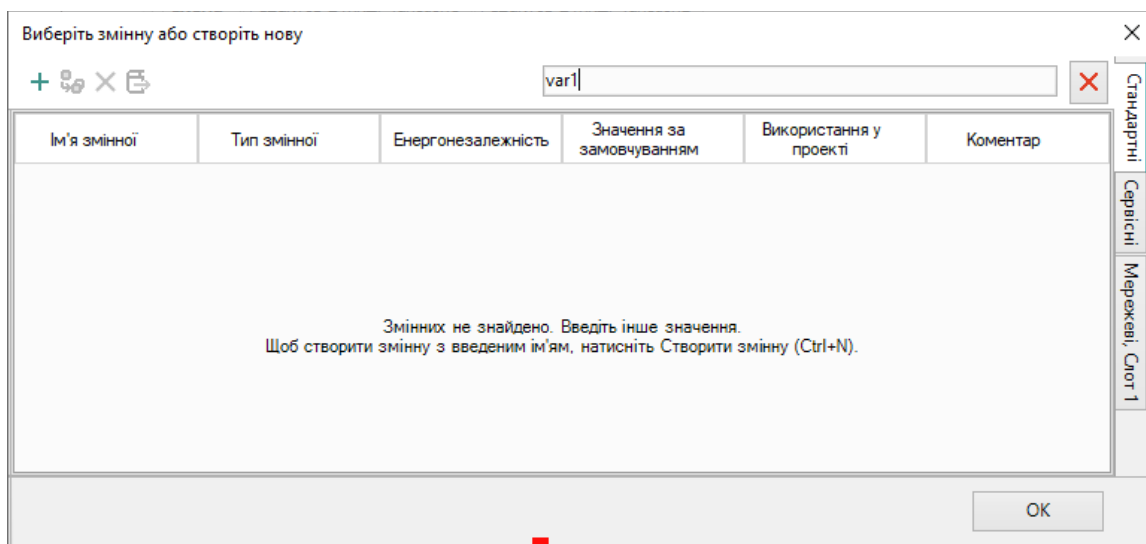 Виберіть змінну або створіть нову
var1
Ім'я змінної
Тип змінної
Енергонезалежність
Значення за
замовчуванням
Використання у
проекті
Коментар
Змінних не знайдено. Введіть інше значення.
Щоб створити змінну з введеним ім'ям, натисніть Створити змінну (Ctrl+N).
Стандартні
Сервісні
Мережеві, Слот 1
OK